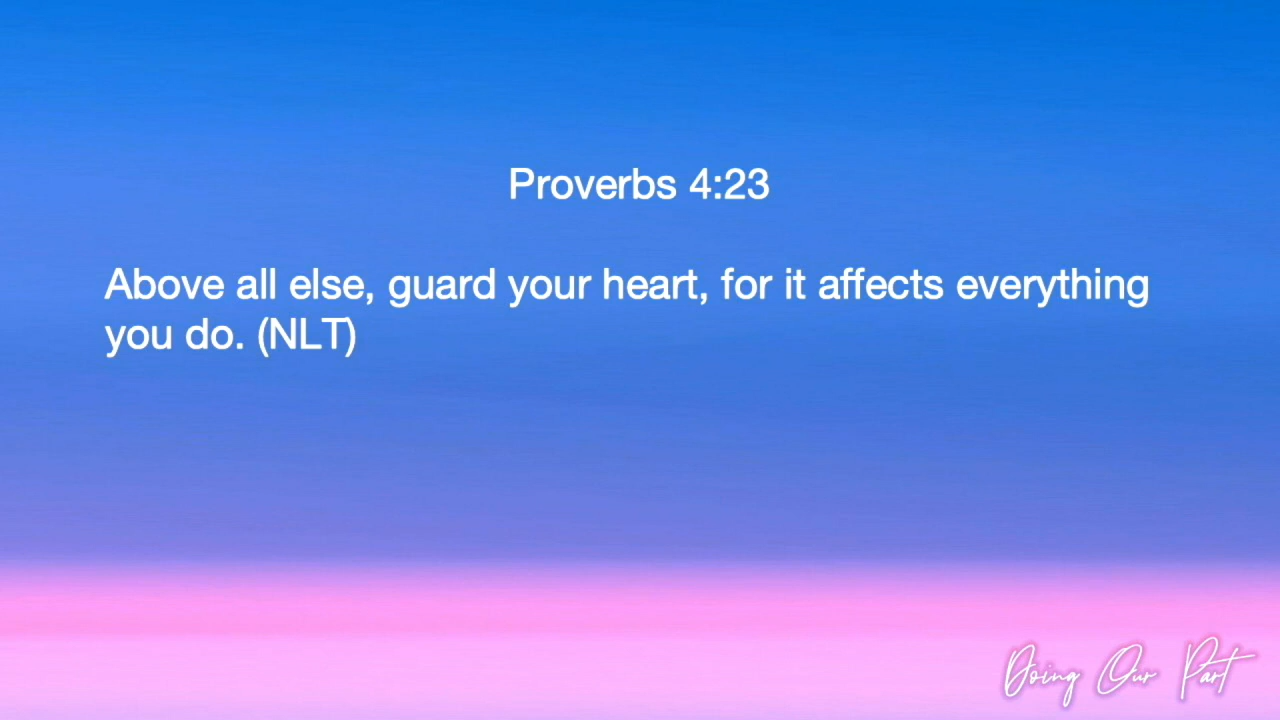 Proverbs 4:23
Above all else, guard your heart, for it affects everything
you do. (NLT)
Doing Our Part